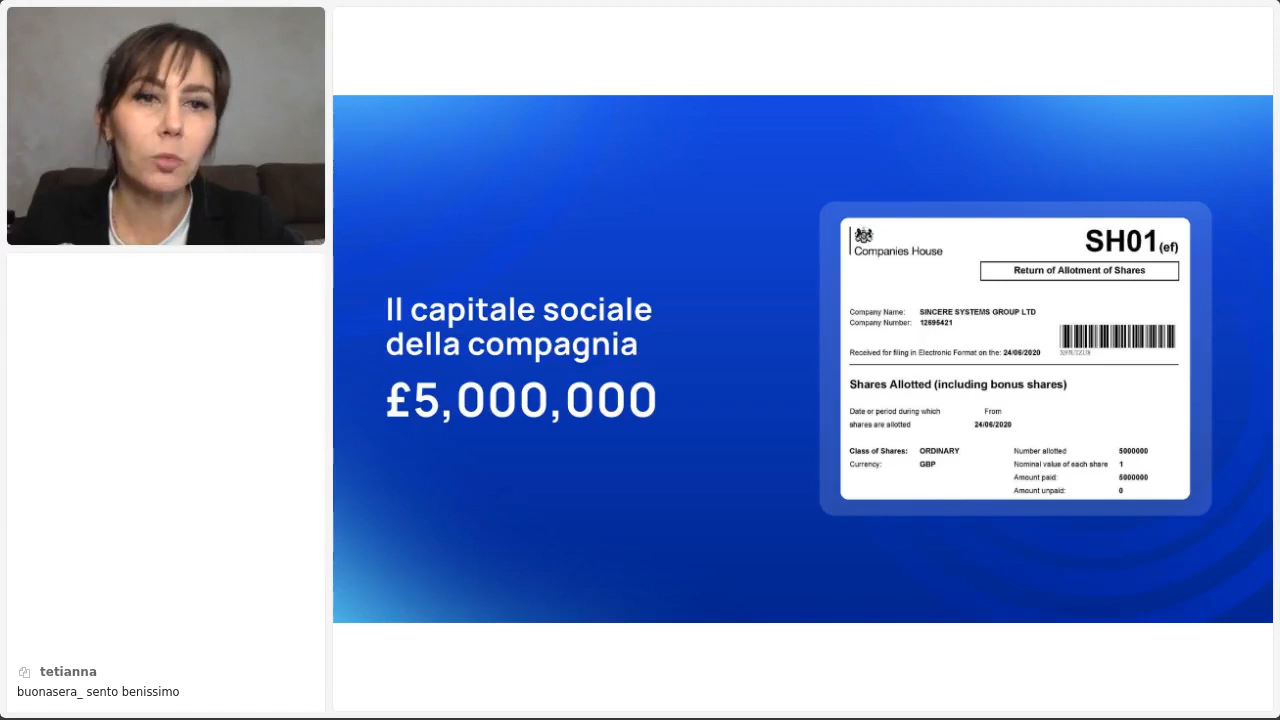 Il capitale sociale
della compagnia
£5,000,000
Companies House
SH01(ef)
Return of Allotment of Shares
Company Name: SINCERE SYSTEMS GROUP LTD
Company Number: 12695421
Received for filing in Electronic Format on the: 24/06/2020
Shares Allotted (including bonus shares)
Date or period during which From
shares are allotted 24/06/2020
Class of Shares: ORDINARY
Currency: GBP
Number allotted 5000000
Nominal value of each share 1
Amount paid: 5000000
Amount unpaid: 0
tetianna
buonasera_ sento benissimo